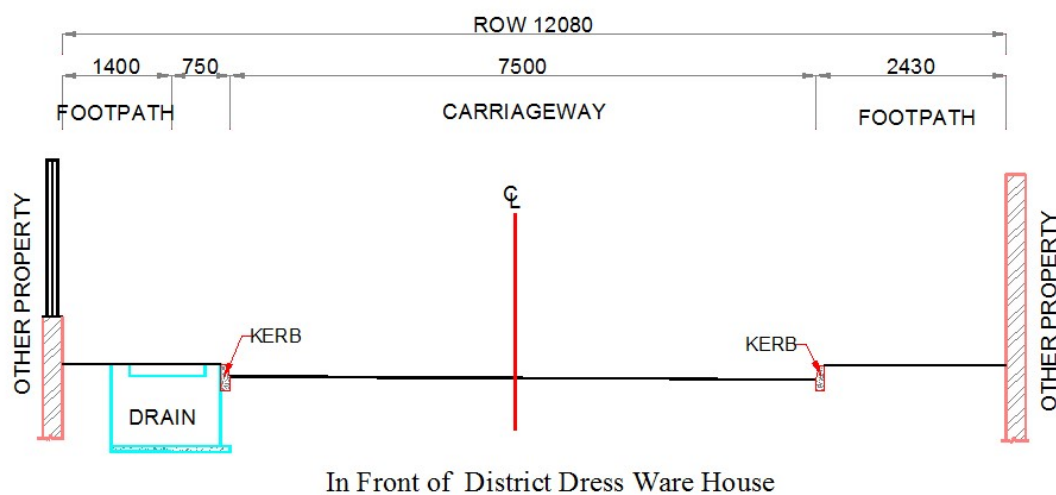 ROW 12080
1400 750 7500 2430
FOOTPATH CARRIAGEWAY FOOTPATH
OTHER PROPERTY
℄
OTHER PROPERTY
KERB KERB
DRAIN
In Front of District Dress Ware House